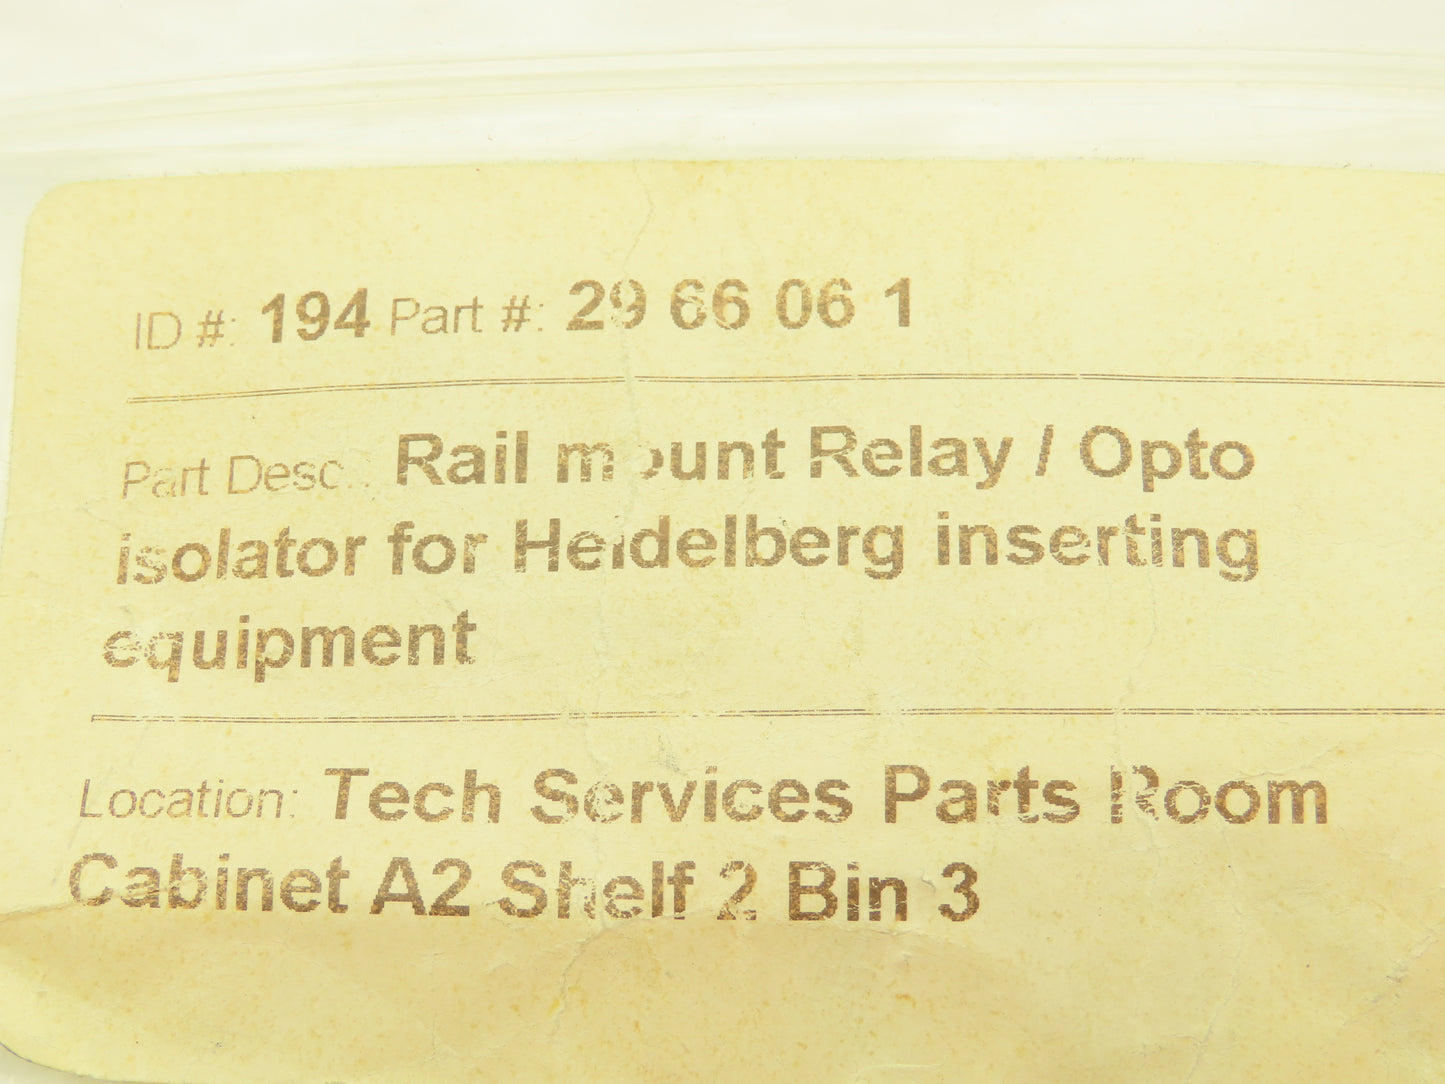 ID #: 194 Part #: 29 66 06 1
Part Desc.: Rail mount Relay / Opto
isolator for Heidelberg inserting
equipment
Location: Tech Services Parts Room
Cabinet A2 Shelf 2 Bin 3